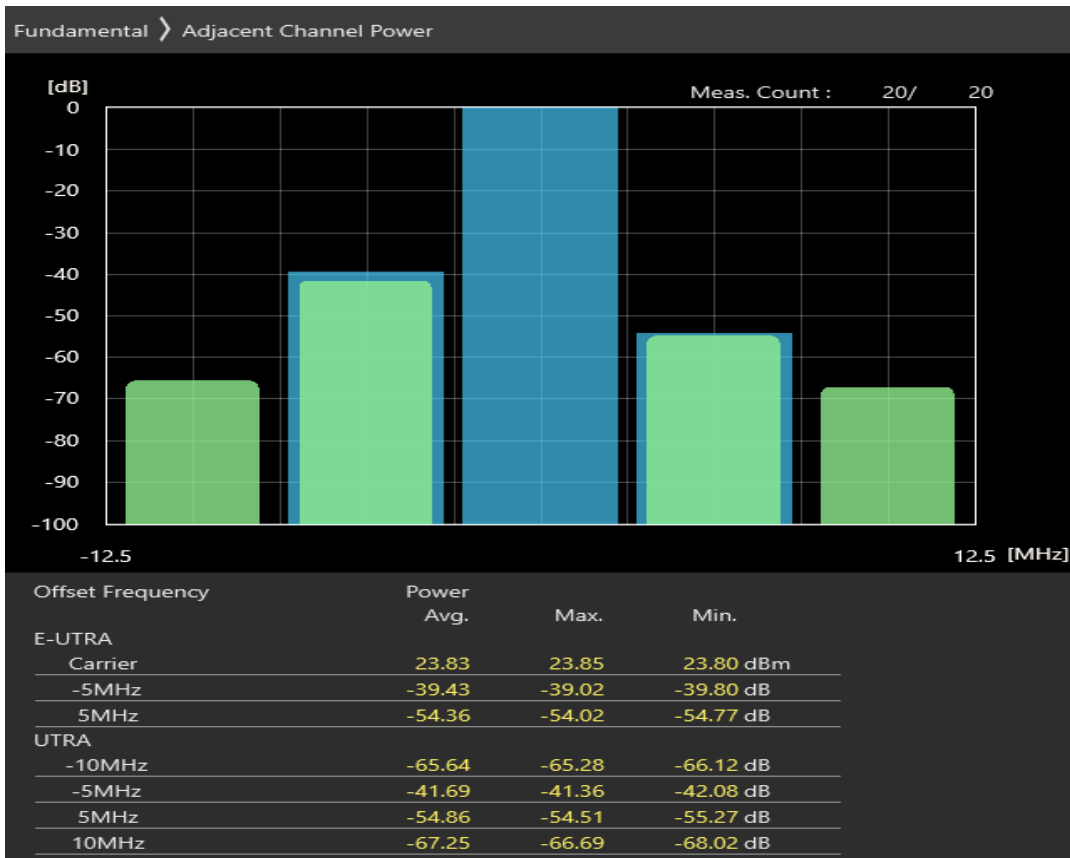 Fundamental ❯ Adjacent Channel Power
[dB]
Meas. Count : 20/ 20
0
-10
-20
-30
-40
-50
-60
-70
-80
-90
-100
-12.5 12.5 [MHz]
Offset Frequency Power
Avg. Max. Min.
E-UTRA
Carrier 23.83 23.85 23.80 dBm
-5MHz -39.43 -39.02 -39.80 dB
5MHz -54.36 -54.02 -54.77 dB
UTRA
-10MHz -65.64 -65.28 -66.12 dB
-5MHz -41.69 -41.36 -42.08 dB
5MHz -54.86 -54.51 -55.27 dB
10MHz -67.25 -66.69 -68.02 dB